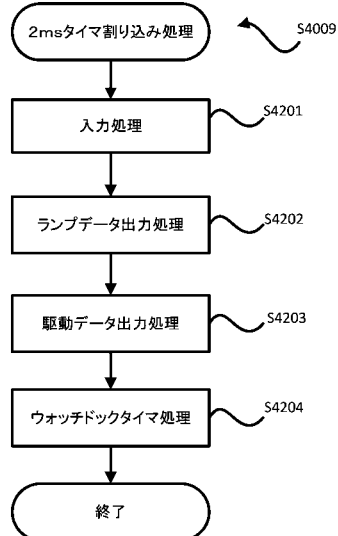 2msタイマ割り込み処理
S4009
入力処理
S4201
ランプデータ出力処理
S4202
駆動データ出力処理
S4203
ウォッチドックタイマ処理
S4204
終了